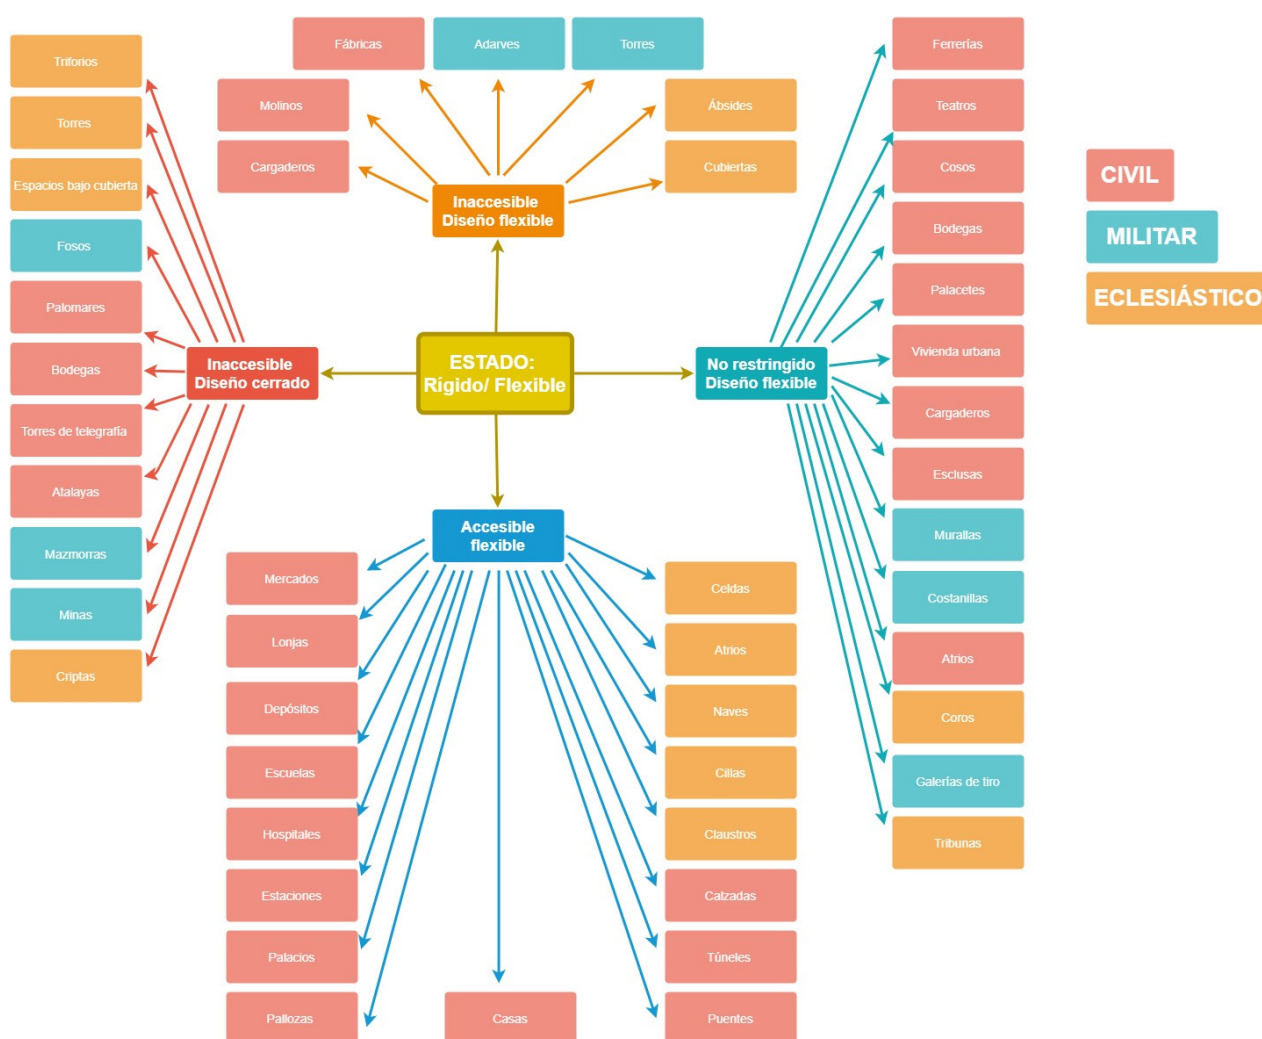 Fábricas
Adarves
Torres
Molinos
Cargaderos
Ábsides
Cubiertas
Inaccesible
Diseño flexible
Triforios
Torres
Espacios bajo cubierta
Fosos
Palomares
Bodegas
Torres de telegrafía
Atalayas
Mazmorras
Minas
Criptas
Inaccesible
Diseño cerrado
ESTADO:
Rígido/ Flexible
No restringido
Diseño flexible
Ferrerías
Teatros
Cosos
Bodegas
Palacetes
Vivienda urbana
Cargaderos
Esclusas
Murallas
Costanillas
Atrios
Coros
Galerías de tiro
Tribunas
Accesible
flexible
Mercados
Lonjas
Depósitos
Escuelas
Hospitales
Estaciones
Palacios
Pallozas
Casas
Celdas
Atrios
Naves
Cillas
Claustros
Calzadas
Túneles
Puentes
CIVIL
MILITAR
ECLESIÁSTICO